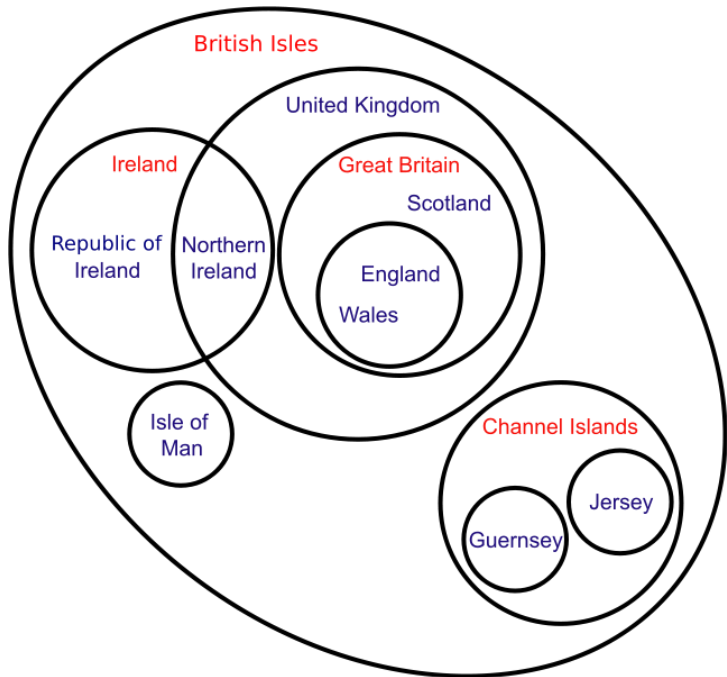 British Isles
United Kingdom
Ireland
Great Britain
Scotland
Republic of
Ireland
Northern
Ireland
England
Wales
Isle of
Man
Channel Islands
Jersey
Guernsey